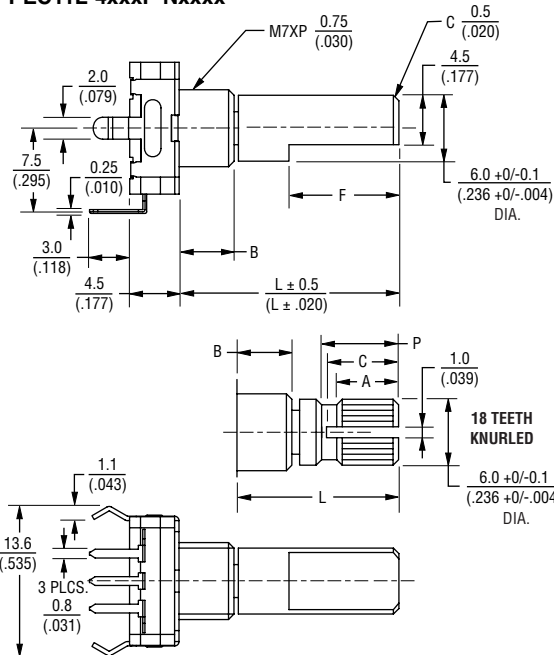 M7XP 0.75
(.030)
C 0.5
(.020)
2.0
(.079)
4.5
(.177)
7.5
(.295)
0.25
(.010)
F
6.0 +0/-0.1
(.236 +0/-.004)
DIA.
3.0
(.118)
B
4.5
(.177)
L ± 0.5
(L ± .020)
B
P
C
A
1.0
(.039)
18 TEETH
KNURLED
1.1
(.043)
L
6.0 +0/-0.1
(.236 +0/-.004
DIA.
13.6
(.535)
3 PLCS.
0.8
(.031)